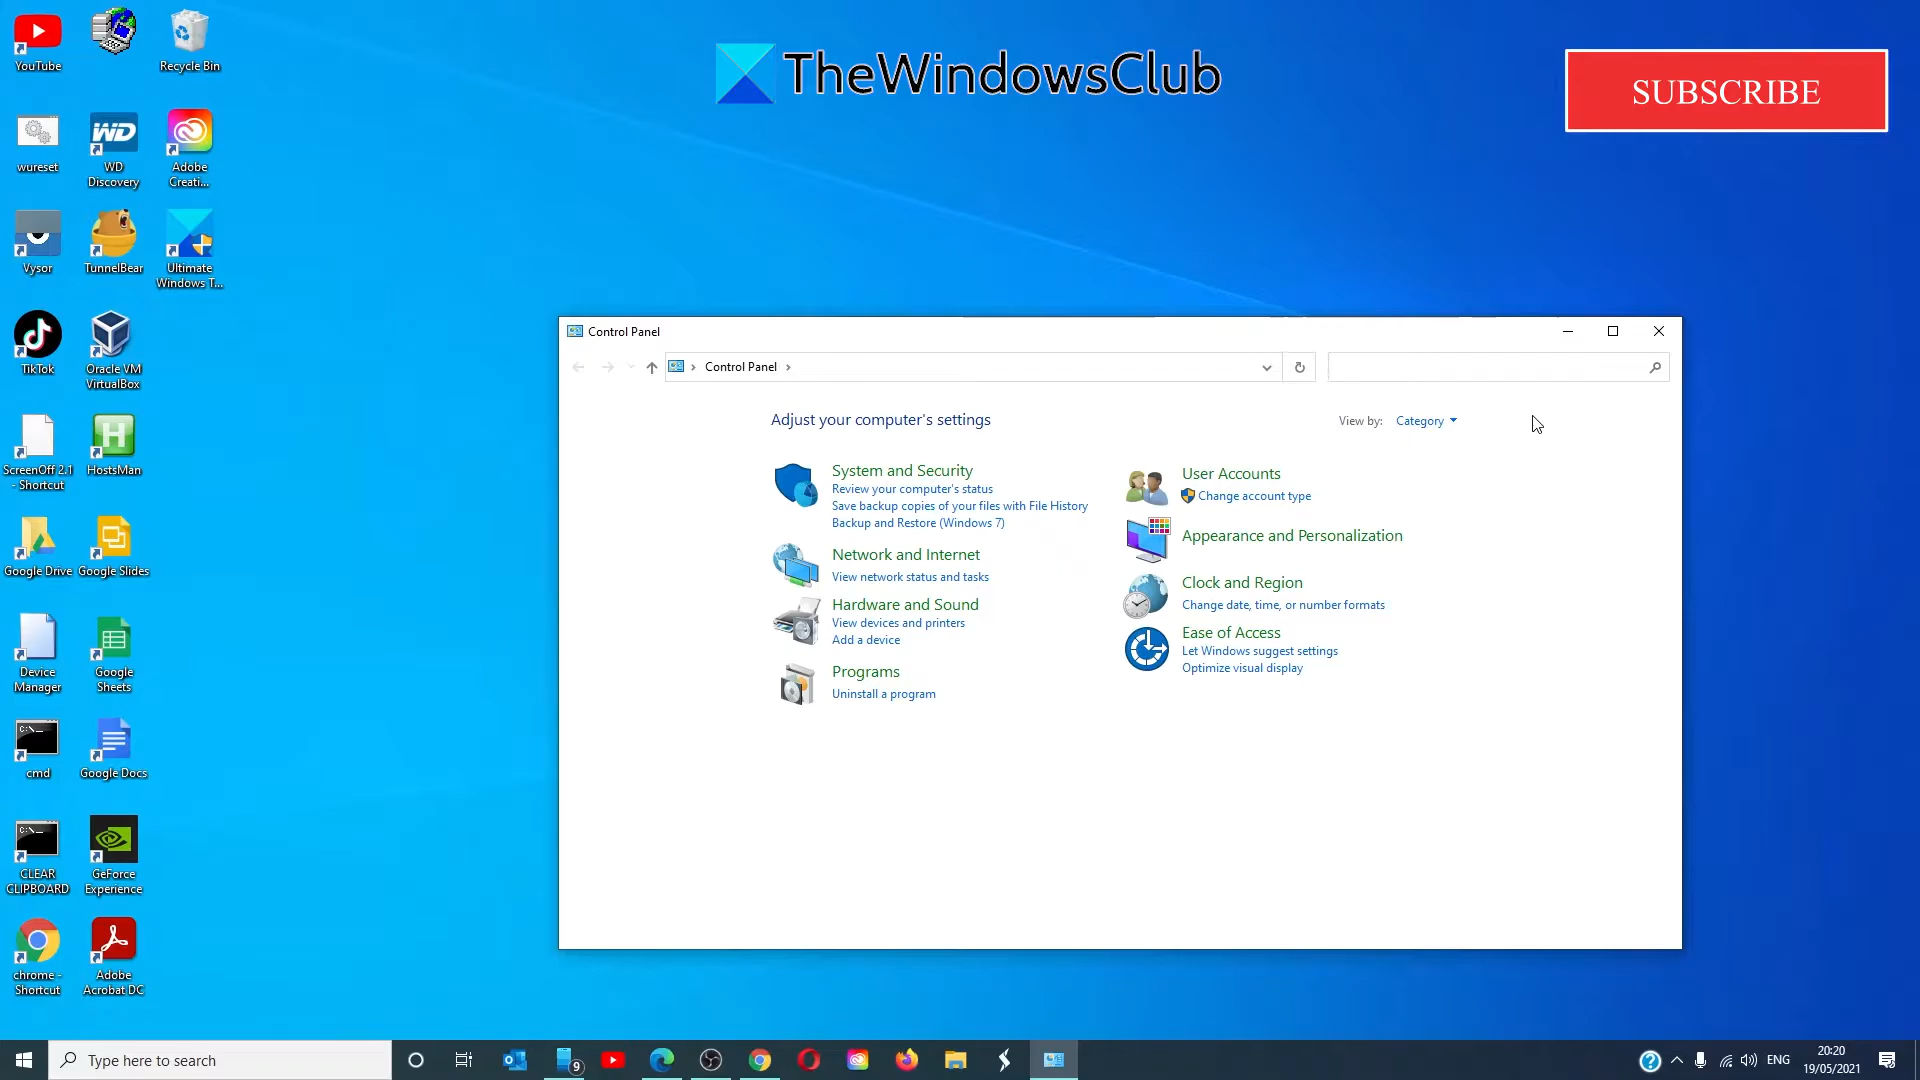 TheWindowsClub
SUBSCRIBE
YouTube
Recycle Bin
wureset
WD
Discovery
Adobe
Creati...
Vysor
TunnelBear
Ultimate
Windows T...
TikTok
Oracle VM
VirtualBox
ScreenOff 2.1
- Shortcut
HostsMan
Google Drive
Google Slides
Device
Manager
Google
Sheets
cmd
Google Docs
CLEAR
CLIPBOARD
GeForce
Experience
chrome -
Shortcut
Adobe
Acrobat DC
Control Panel
Control Panel
Adjust your computer's settings
View by: Category
System and Security
Review your computer's status
Save backup copies of your files with File History
Backup and Restore (Windows 7)
Network and Internet
View network status and tasks
Hardware and Sound
View devices and printers
Add a device
Programs
Uninstall a program
User Accounts
Change account type
Appearance and Personalization
Clock and Region
Change date, time, or number formats
Ease of Access
Let Windows suggest settings
Optimize visual display
Type here to search
9
ENG
20:20
19/05/2021